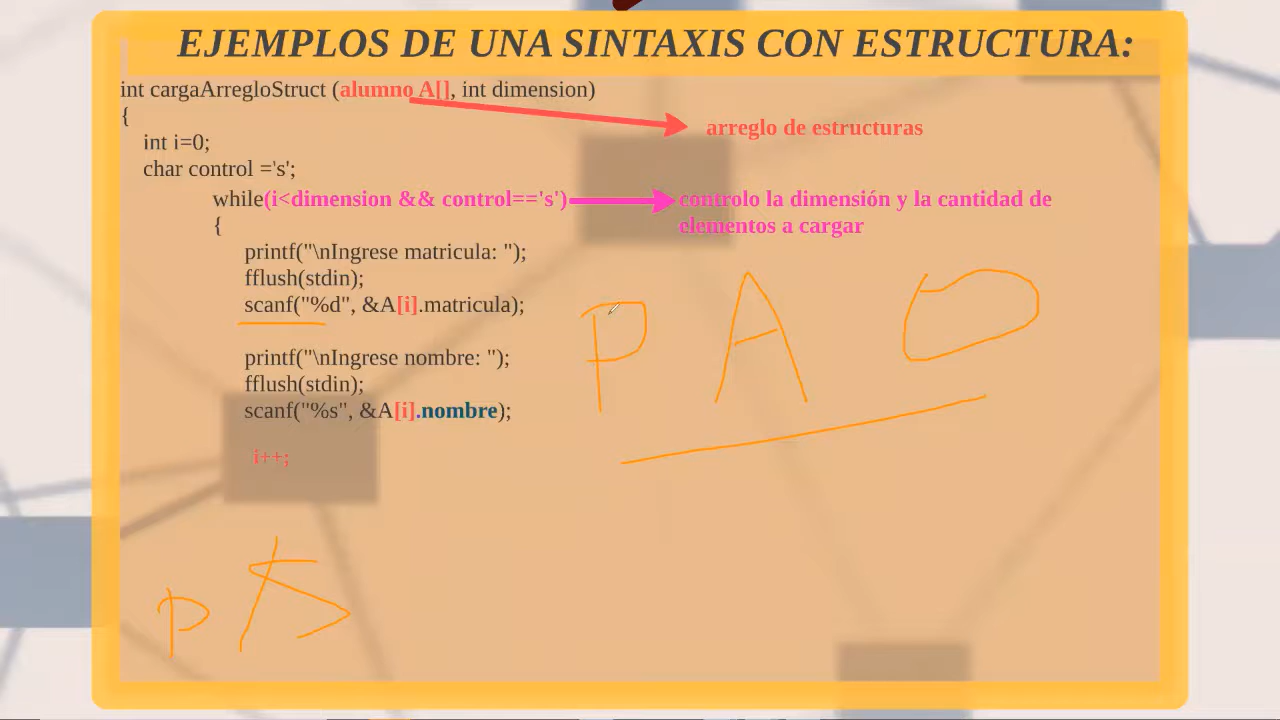 EJEMPLOS DE UNA SINTAXIS CON ESTRUCTURA:
int cargaArregloStruct (alumno A[], int dimension)
{
arreglo de estructuras
int i=0;
char control ='s';
while(i<dimension && control=='s')
controlo la dimensión y la cantidad de
elementos a cargar
{
printf("\nIngrese matricula: ");
fflush(stdin);
scanf("%d", &A[i].matricula);
P A O
printf("\nIngrese nombre: ");
fflush(stdin);
scanf("%s", &A[i].nombre);
i++;